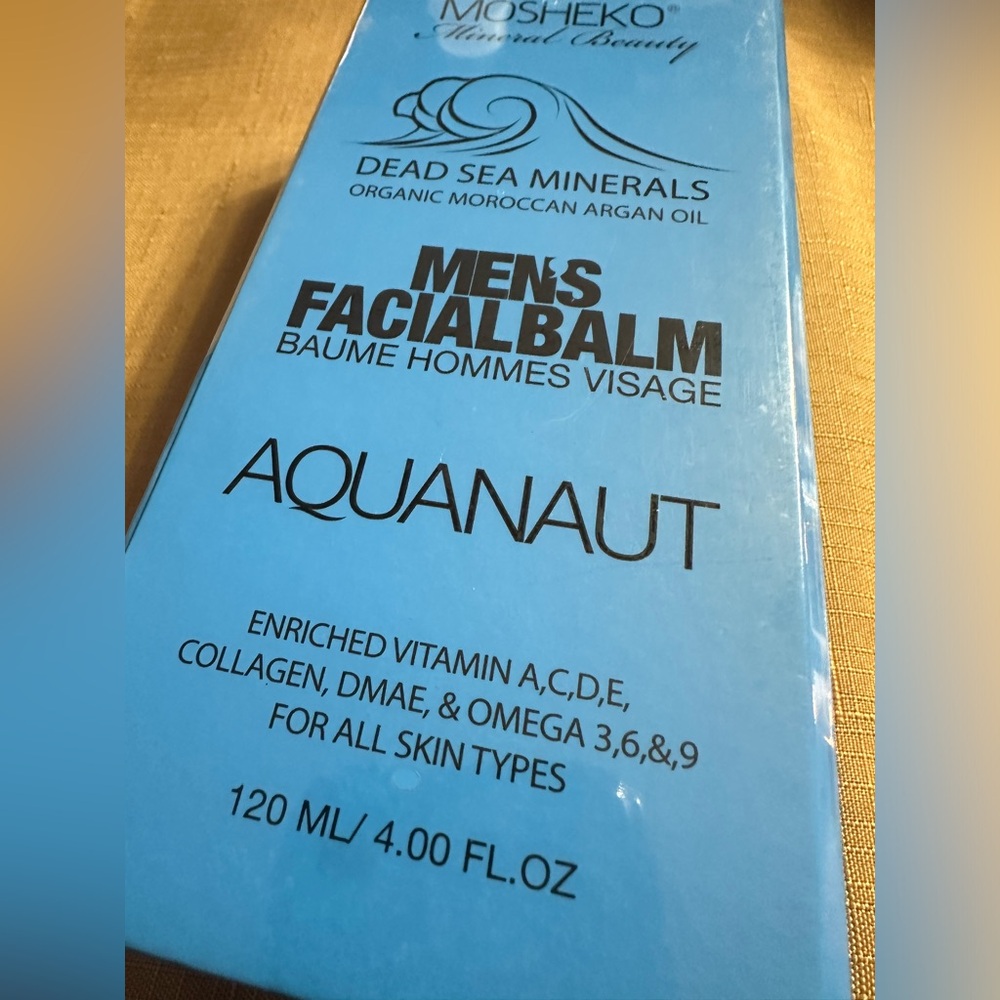 MOSHEKO®
Mineral Beauty
DEAD SEA MINERALS
ORGANIC MOROCCAN ARGAN OIL
MEN'S
FACIALBALM
BAUME HOMMES VISAGE
AQUANAUT
ENRICHED VITAMIN A,C,D,E,
COLLAGEN, DMAE, & OMEGA 3,6,&,9
FOR ALL SKIN TYPES
120 ML/ 4.00 FL.OZ